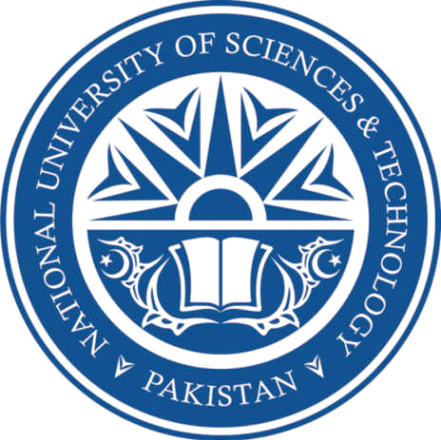 NATIONAL UNIVERSITY OF SCIENCES & TECHNOLOGY
PAKISTAN